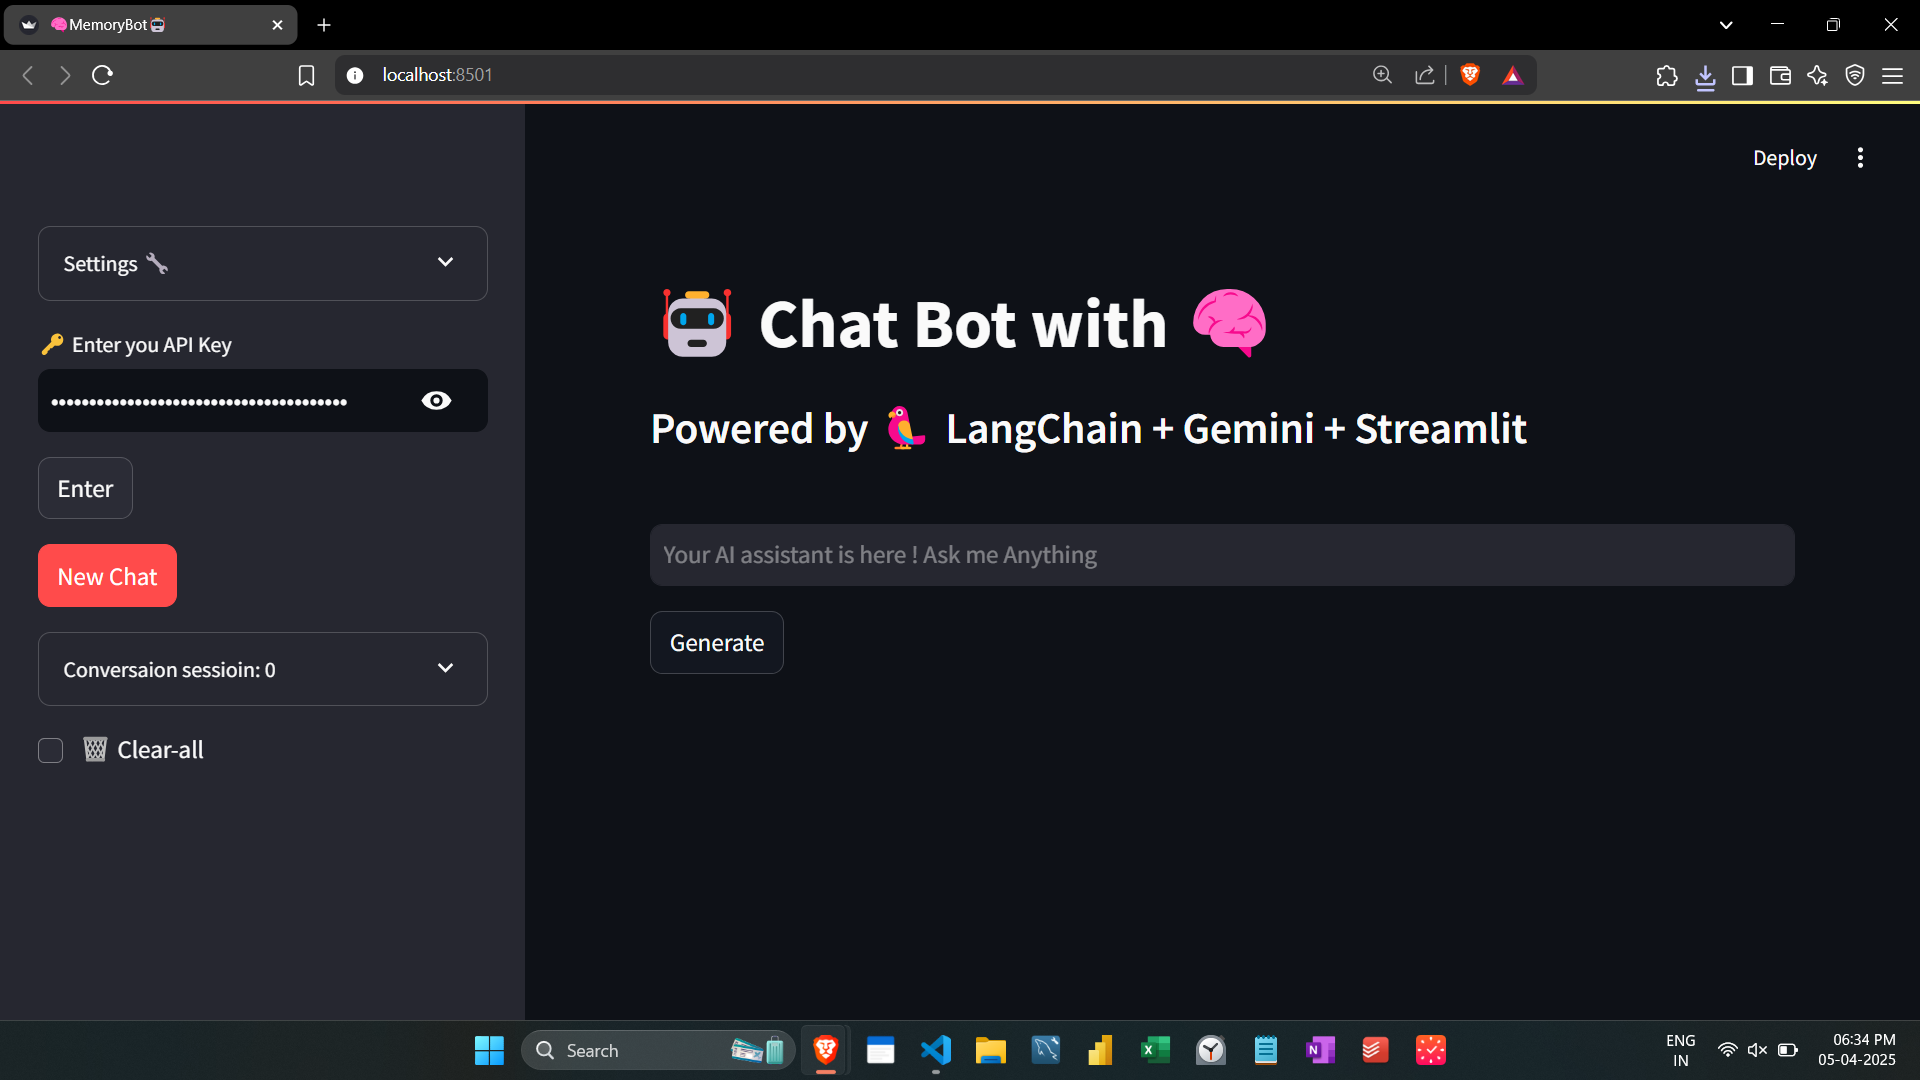 🧠MemoryBot🤖
localhost:8501
Deploy
Settings 🔧
🔑 Enter you API Key
•••••••••••••••••••••••••••••••••••••••
Enter
New Chat
Conversaion sessioin: 0
🗑️ Clear-all
🤖 Chat Bot with 🧠
Powered by 🦜 LangChain + Gemini + Streamlit
Your AI assistant is here ! Ask me Anything
Generate
Search
ENG
IN
06:34 PM
05-04-2025